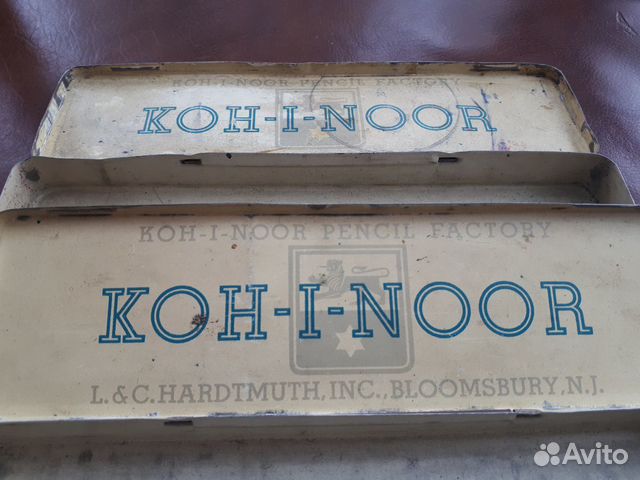 KOH-I-NOOR PENCIL FACTORY
KOH-I-NOOR
KOH-I-NOOR PENCIL FACTORY
KOH-I-NOOR
L.&C.HARDTMUTH,INC.,BLOOMSBURY,N.J.
Avito